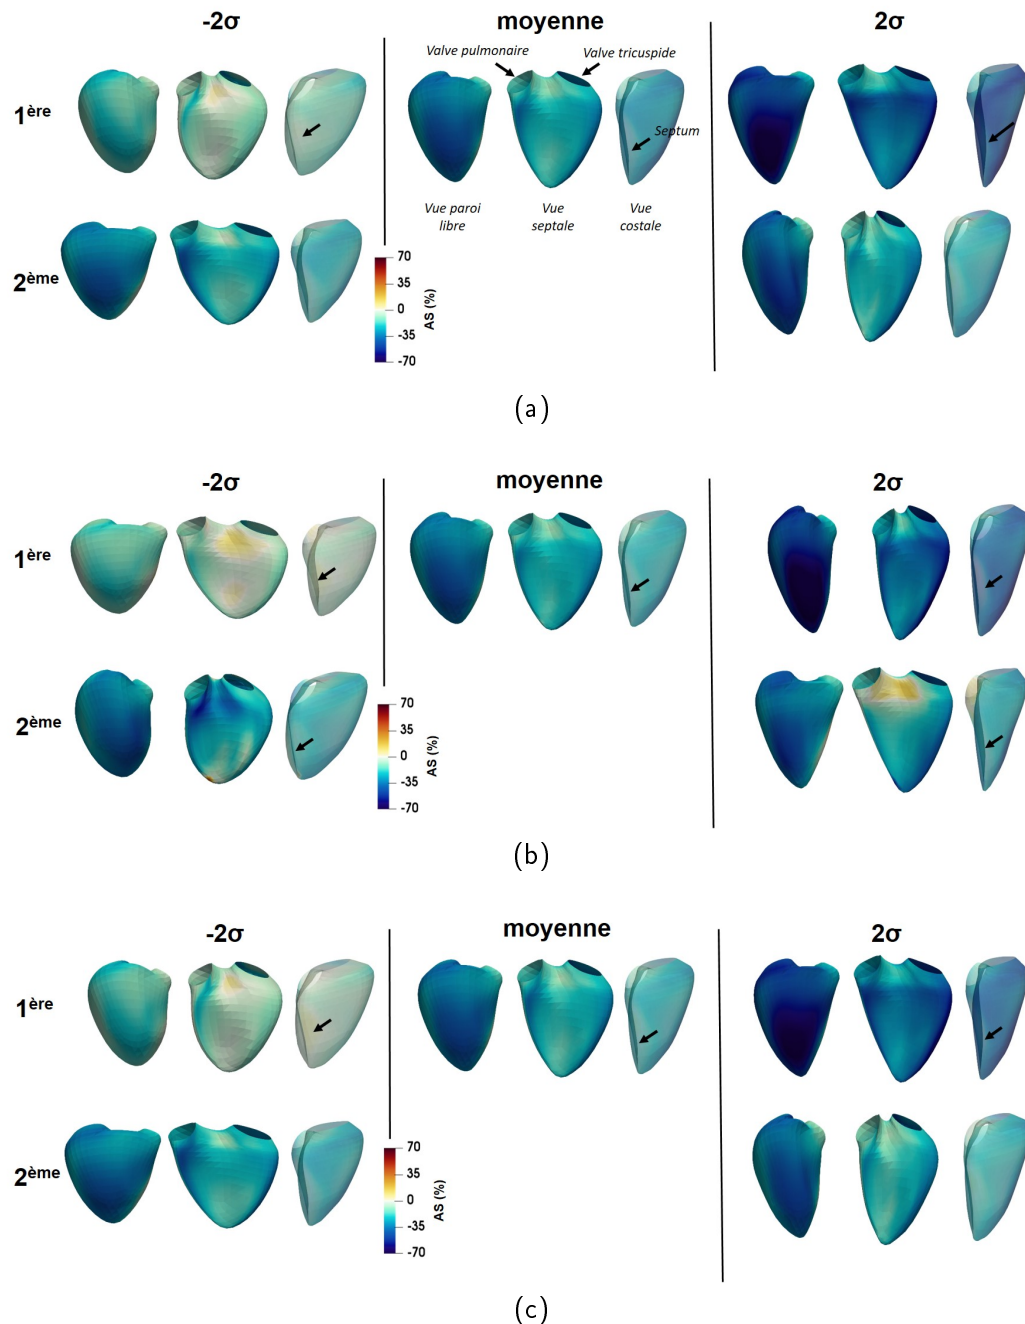 -2σ
moyenne
2σ
Valve pulmonaire
Valve tricuspide
1ère
Septum
Vue paroi libre
Vue septale
Vue costale
2ème
70
35
0
-35
-70
AS (%)
(a)
-2σ
moyenne
2σ
1ère
2ème
70
35
0
-35
-70
AS (%)
(b)
-2σ
moyenne
2σ
1ère
2ème
70
35
0
-35
-70
AS (%)
(c)